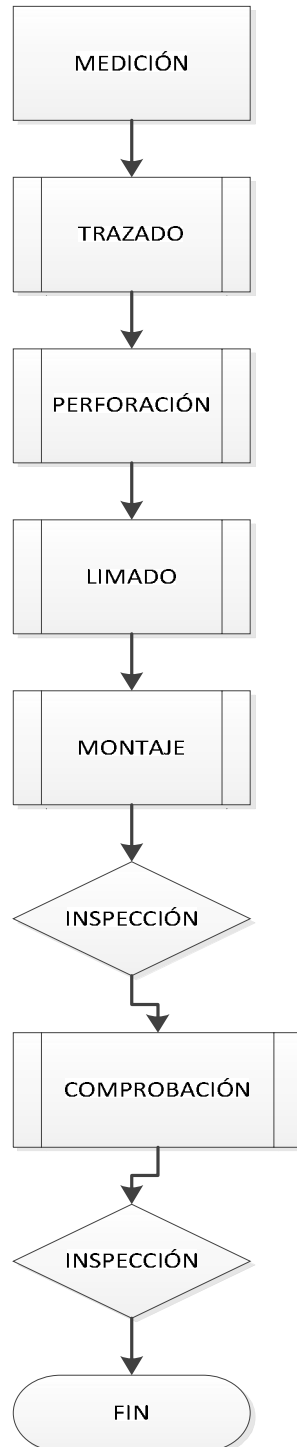 MEDICIÓN
TRAZADO
PERFORACIÓN
LIMADO
MONTAJE
INSPECCIÓN
COMPROBACIÓN
INSPECCIÓN
FIN